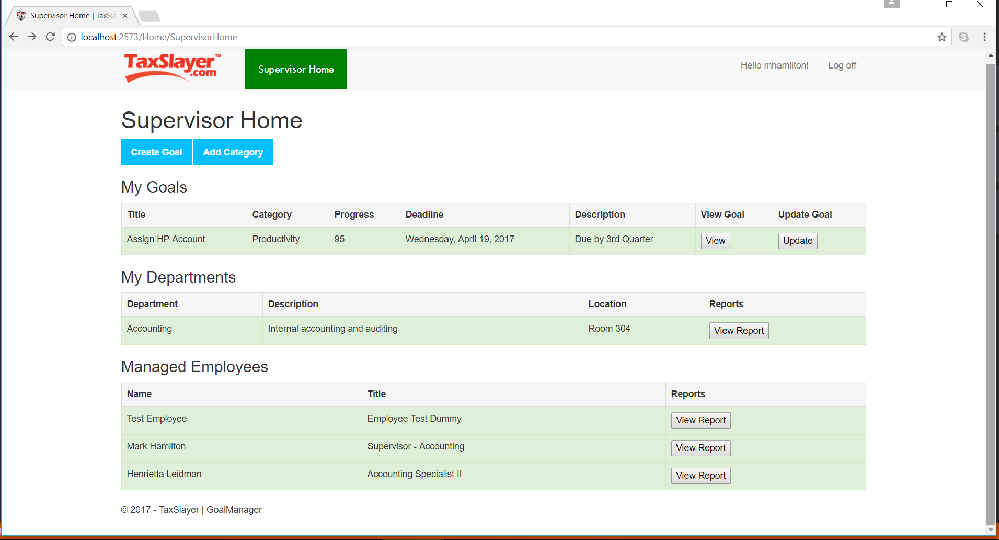 Supervisor Home | TaxSla
localhost:2573/Home/SupervisorHome
TaxSlayer™
.com
Supervisor Home
Hello mhamilton!
Log off
Supervisor Home
Create Goal
Add Category
My Goals
Title Category Progress Deadline Description View Goal Update Goal
Assign HP Account Productivity 95 Wednesday, April 19, 2017 Due by 3rd Quarter View Update
My Departments
Department Description Location Reports
Accounting Internal accounting and auditing Room 304 View Report
Managed Employees
Name Title Reports
Test Employee Employee Test Dummy View Report
Mark Hamilton Supervisor - Accounting View Report
Henrietta Leidman Accounting Specialist II View Report
© 2017 - TaxSlayer | GoalManager